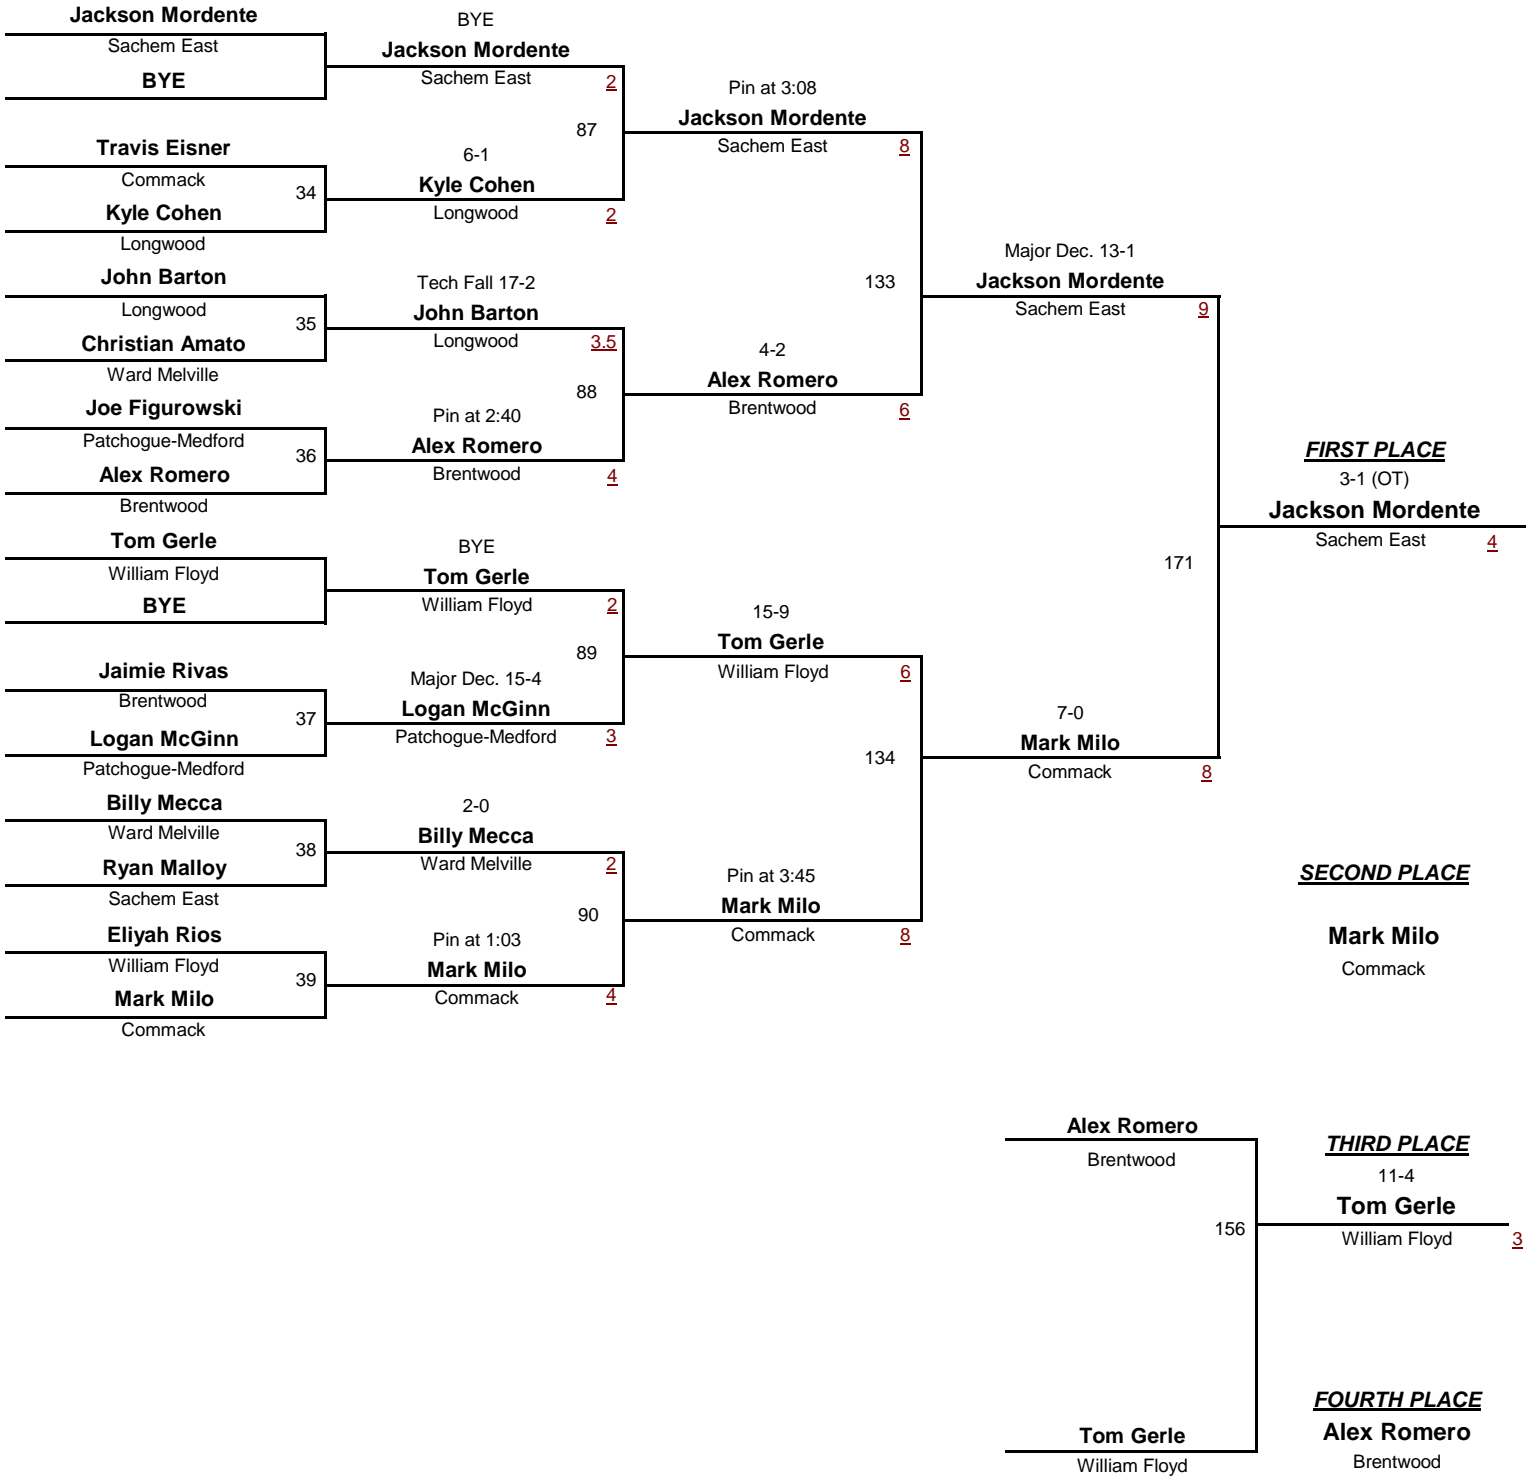 Jackson Mordente
Sachem East
BYE
Travis Eisner
Commack
34
Kyle Cohen
Longwood
John Barton
Longwood
35
Christian Amato
Ward Melville
Joe Figurowski
Patchogue-Medford
36
Alex Romero
Brentwood
Tom Gerle
William Floyd
BYE
Jaimie Rivas
Brentwood
37
Logan McGinn
Patchogue-Medford
Billy Mecca
Ward Melville
38
Ryan Malloy
Sachem East
Eliyah Rios
William Floyd
39
Mark Milo
Commack
BYE
Jackson Mordente
Sachem East
2
87
6-1
Kyle Cohen
Longwood
2
Tech Fall 17-2
John Barton
Longwood
3.5
88
Pin at 2:40
Alex Romero
Brentwood
4
BYE
Tom Gerle
William Floyd
2
89
Major Dec. 15-4
Logan McGinn
Patchogue-Medford
3
2-0
Billy Mecca
Ward Melville
2
90
Pin at 1:03
Mark Milo
Commack
4
Pin at 3:08
Jackson Mordente
Sachem East
8
133
4-2
Alex Romero
Brentwood
6
15-9
Tom Gerle
William Floyd
6
134
Pin at 3:45
Mark Milo
Commack
8
Major Dec. 13-1
Jackson Mordente
Sachem East
9
171
7-0
Mark Milo
Commack
8
FIRST PLACE
3-1 (OT)
Jackson Mordente
Sachem East
4
SECOND PLACE
Mark Milo
Commack
Alex Romero
Brentwood
156
Tom Gerle
William Floyd
THIRD PLACE
11-4
Tom Gerle
William Floyd
3
FOURTH PLACE
Alex Romero
Brentwood